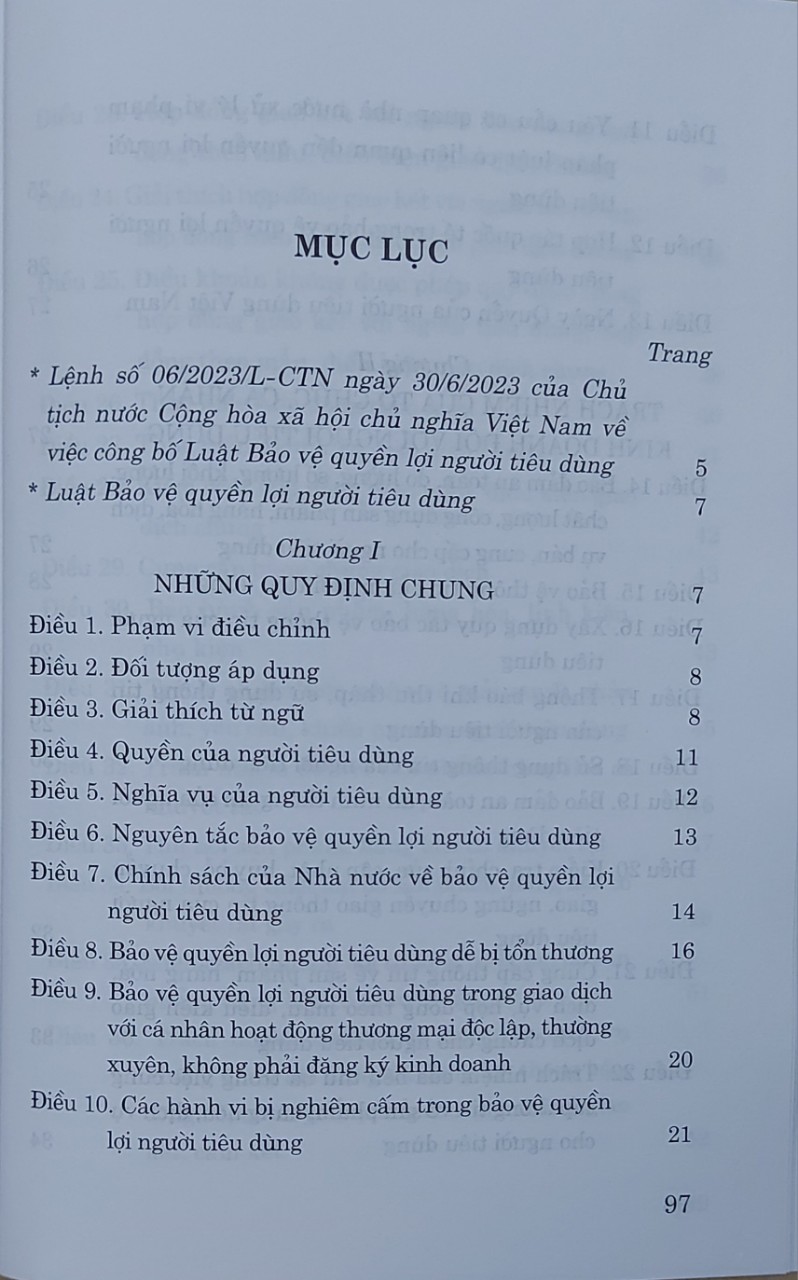 MỤC LỤC
Trang
* Lệnh số 06/2023/L-CTN ngày 30/6/2023 của Chủ
tịch nước Cộng hòa xã hội chủ nghĩa Việt Nam về
việc công bố Luật Bảo vệ quyền lợi người tiêu dùng 5
* Luật Bảo vệ quyền lợi người tiêu dùng 7
Chương I
NHỮNG QUY ĐỊNH CHUNG 7
Điều 1. Phạm vi điều chỉnh 7
Điều 2. Đối tượng áp dụng 8
Điều 3. Giải thích từ ngữ 8
Điều 4. Quyền của người tiêu dùng 11
Điều 5. Nghĩa vụ của người tiêu dùng 12
Điều 6. Nguyên tắc bảo vệ quyền lợi người tiêu dùng 13
Điều 7. Chính sách của Nhà nước về bảo vệ quyền lợi
người tiêu dùng 14
Điều 8. Bảo vệ quyền lợi người tiêu dùng dễ bị tổn thương 16
Điều 9. Bảo vệ quyền lợi người tiêu dùng trong giao dịch
với cá nhân hoạt động thương mại độc lập, thường
xuyên, không phải đăng ký kinh doanh 20
Điều 10. Các hành vi bị nghiêm cấm trong bảo vệ quyền
lợi người tiêu dùng 21
97